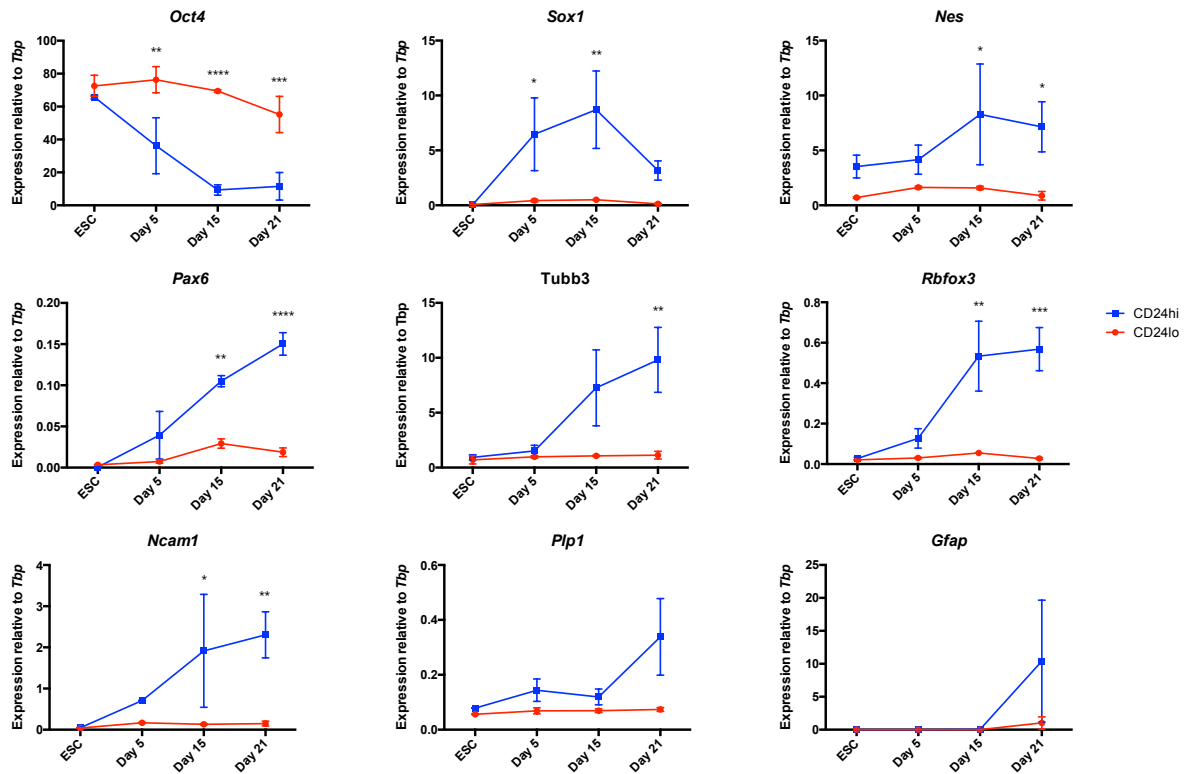 Oct4
Expression relative to Tbp
100
80
60
40
20
0
**
****
***
ESC
Day 5
Day 15
Day 21
Sox1
Expression relative to Tbp
15
10
5
0
*
**
ESC
Day 5
Day 15
Day 21
Nes
Expression relative to Tbp
15
10
5
0
*
*
ESC
Day 5
Day 15
Day 21
Pax6
Expression relative to Tbp
0.20
0.15
0.10
0.05
0.00
**
****
ESC
Day 5
Day 15
Day 21
Tubb3
Expression relative to Tbp
15
10
5
0
**
ESC
Day 5
Day 15
Day 21
Rbfox3
Expression relative to Tbp
0.8
0.6
0.4
0.2
0.0
**
***
ESC
Day 5
Day 15
Day 21
CD24hi
CD24lo
Ncam1
Expression relative to Tbp
4
3
2
1
0
*
**
ESC
Day 5
Day 15
Day 21
Plp1
Expression relative to Tbp
0.6
0.4
0.2
0.0
ESC
Day 5
Day 15
Day 21
Gfap
Expression relative to Tbp
25
20
15
10
5
0
ESC
Day 5
Day 15
Day 21